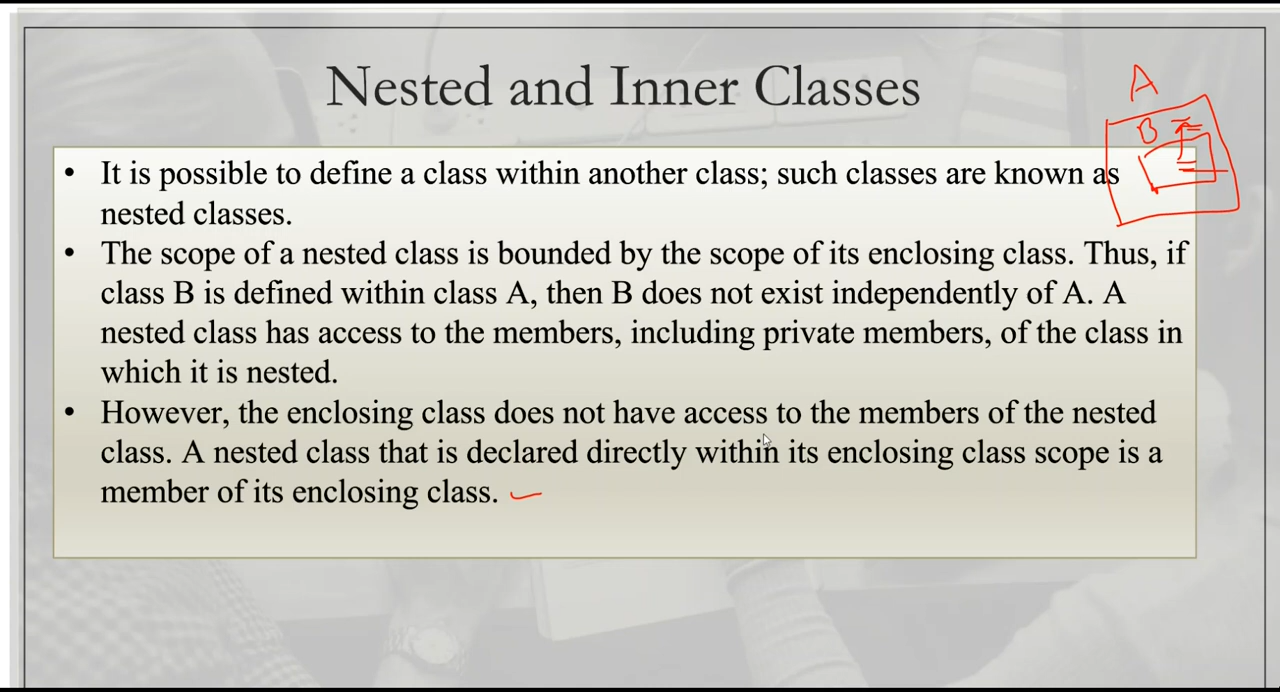 Nested and Inner Classes
A
B
• It is possible to define a class within another class; such classes are known as
nested classes.
• The scope of a nested class is bounded by the scope of its enclosing class. Thus, if
class B is defined within class A, then B does not exist independently of A. A
nested class has access to the members, including private members, of the class in
which it is nested.
• However, the enclosing class does not have access to the members of the nested
class. A nested class that is declared directly within its enclosing class scope is a
member of its enclosing class.